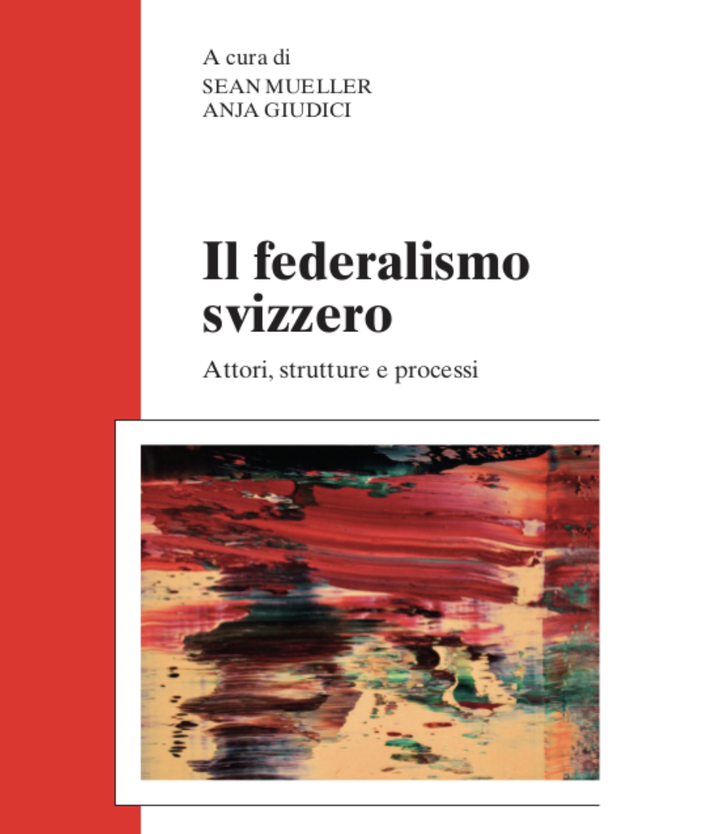 A cura di
SEAN MUELLER
ANJA GIUDICI
Il federalismo
svizzero
Attori, strutture e processi